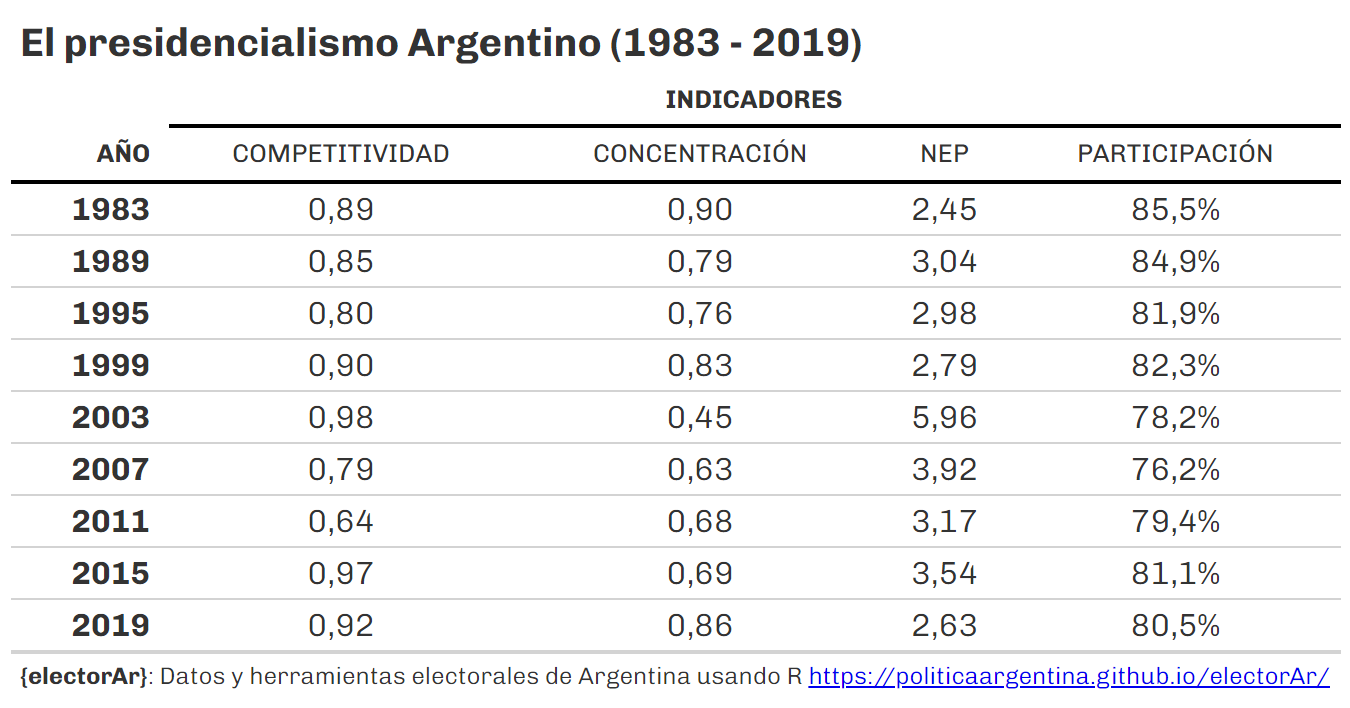 El presidencialismo Argentino (1983 - 2019)
INDICADORES
AÑO COMPETITIVIDAD CONCENTRACIÓN NEP PARTICIPACIÓN
1983 0,89 0,90 2,45 85,5%
1989 0,85 0,79 3,04 84,9%
1995 0,80 0,76 2,98 81,9%
1999 0,90 0,83 2,79 82,3%
2003 0,98 0,45 5,96 78,2%
2007 0,79 0,63 3,92 76,2%
2011 0,64 0,68 3,17 79,4%
2015 0,97 0,69 3,54 81,1%
2019 0,92 0,86 2,63 80,5%
{electorAr}: Datos y herramientas electorales de Argentina usando R https://politicaargentina.github.io/electorAr/